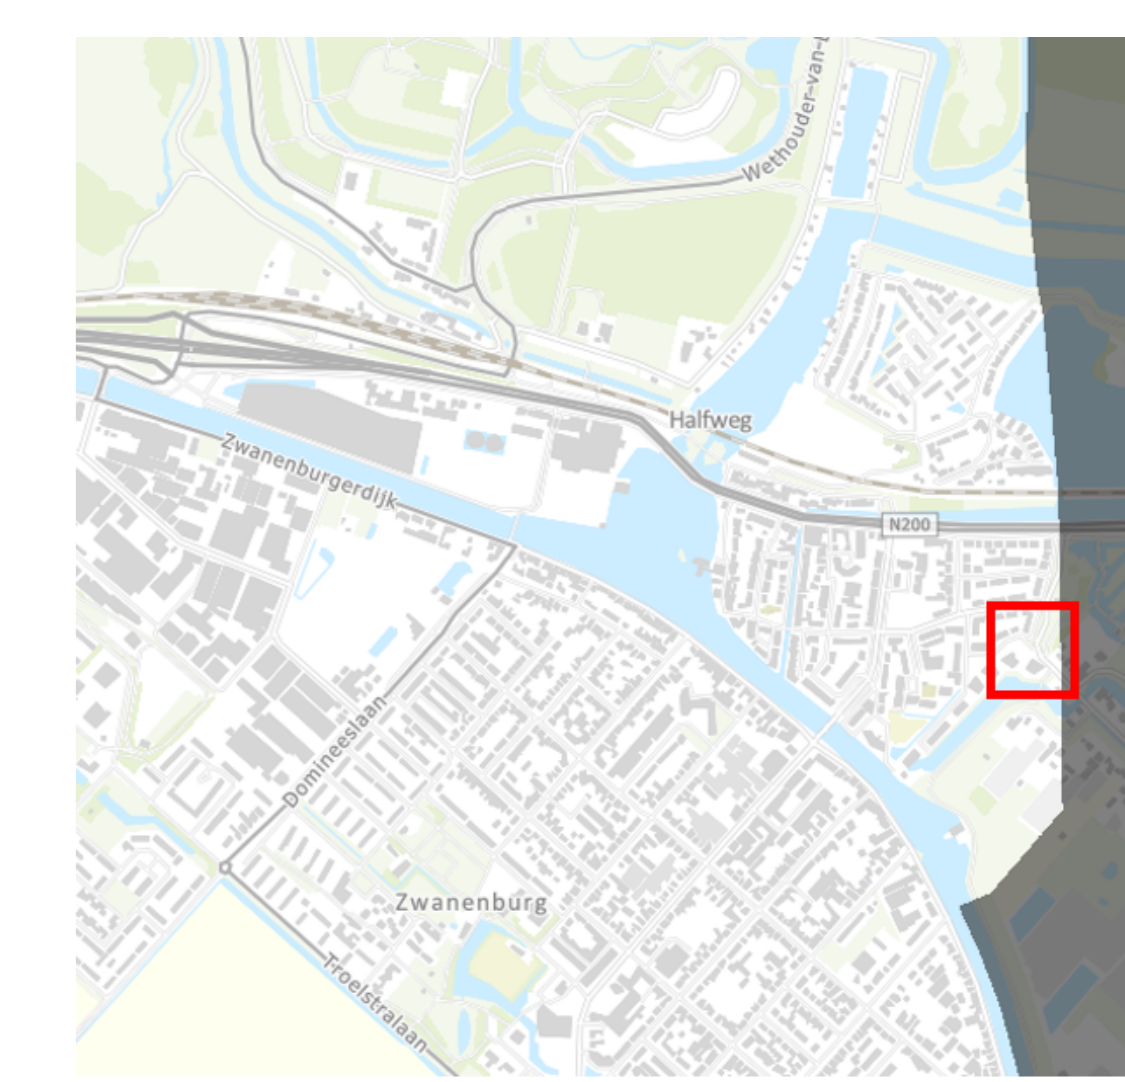 Wethouder-van-
Halfweg
Zwanenburgerdijk
N200
Domineeslaan
Zwanenburg
Troelstralaan